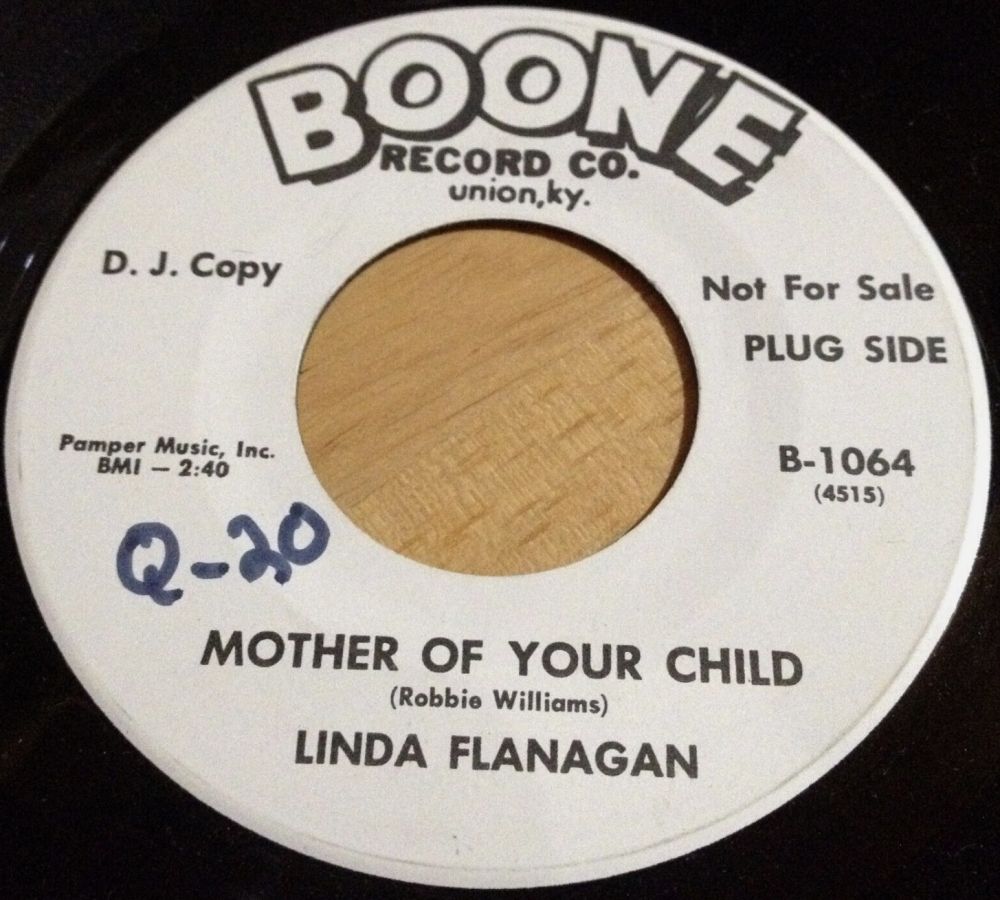 BOONE
RECORD CO.
union,ky.
D. J. Copy
Not For Sale
PLUG SIDE
Pamper Music, Inc.
BMI — 2:40
B-1064
(4515)
Q-20
MOTHER OF YOUR CHILD
(Robbie Williams)
LINDA FLANAGAN